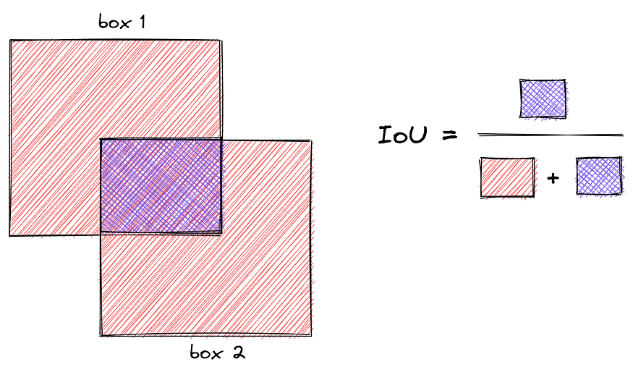 box 1
IoU =
+
box 2